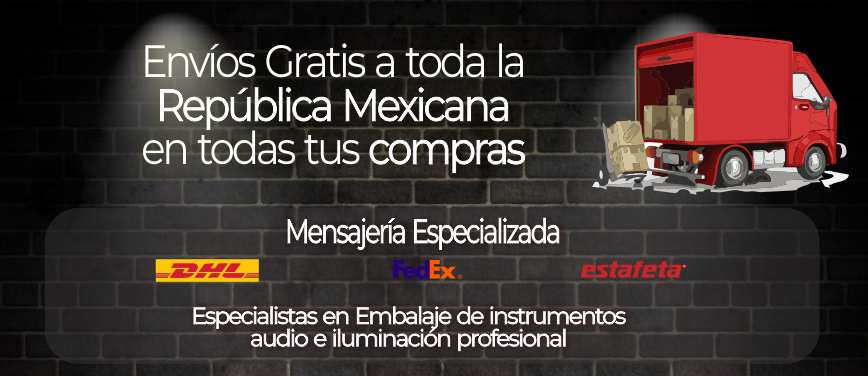 Envíos Gratis a toda la
República Mexicana
en todas tus compras
Mensajería Especializada
DHL FedEx. estafeta
Especialistas en Embalaje de instrumentos
audio e iluminación profesional